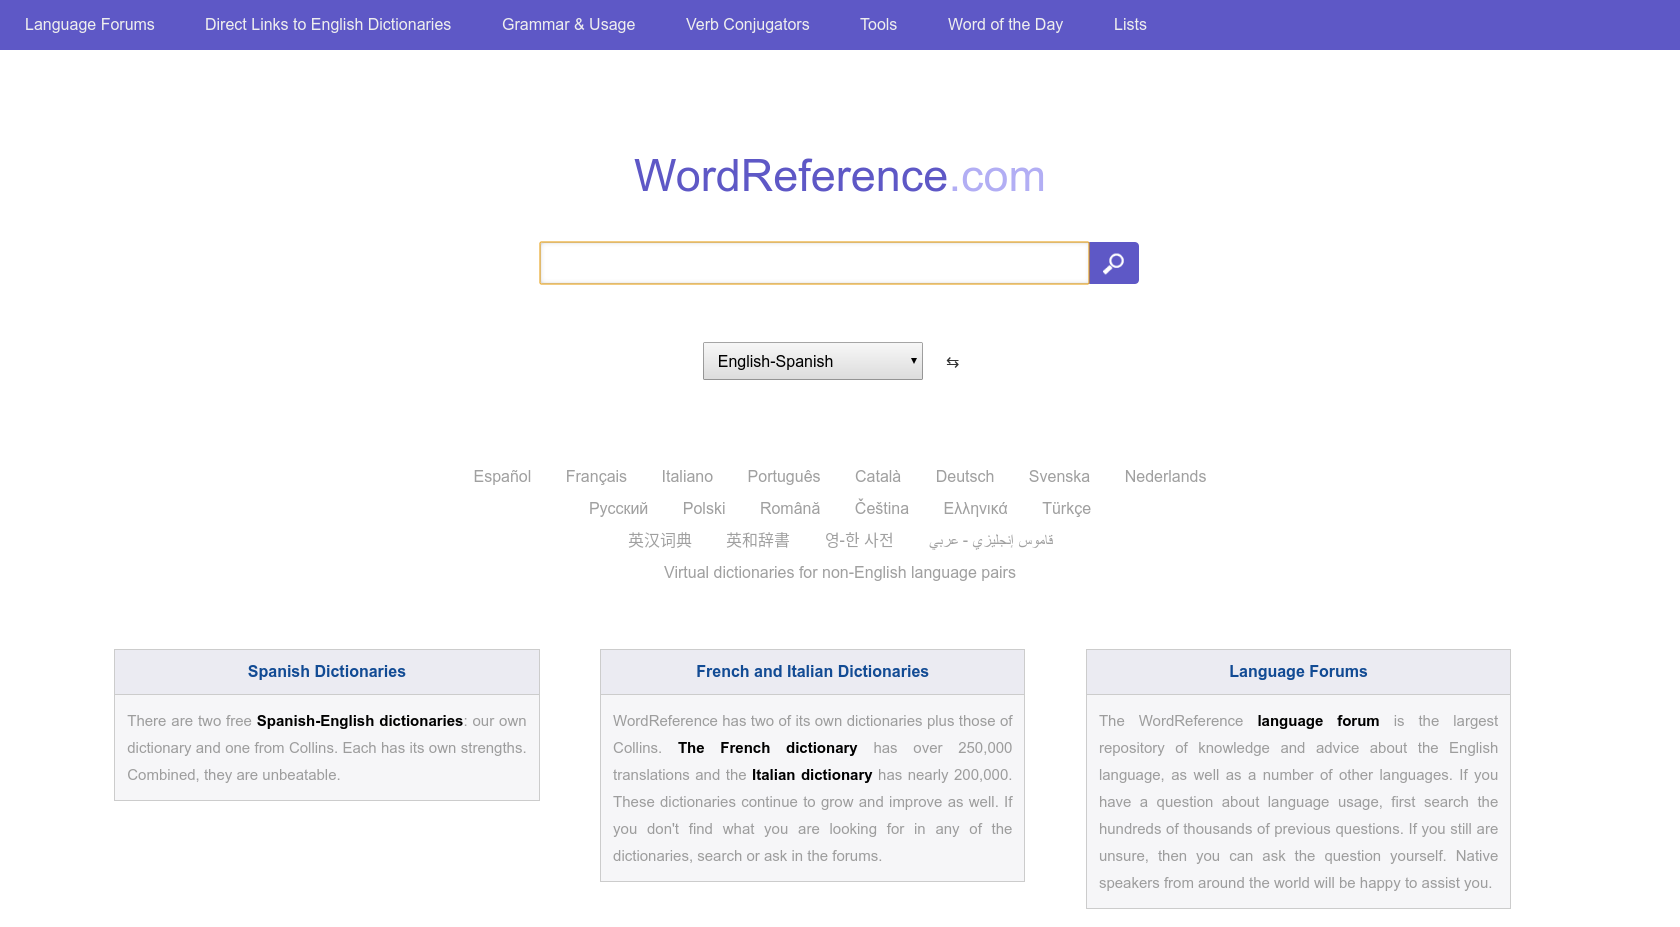 Language Forums Direct Links to English Dictionaries Grammar & Usage Verb Conjugators Tools Word of the Day Lists
WordReference.com
English-Spanish
Español Français Italiano Português Català Deutsch Svenska Nederlands
Русский Polski Română Čeština Ελληνικά Türkçe
英汉词典 英和辞書 영-한 사전 قاموس إنجليزي - عربي
Virtual dictionaries for non-English language pairs
Spanish Dictionaries
There are two free Spanish-English dictionaries: our own
dictionary and one from Collins. Each has its own strengths.
Combined, they are unbeatable.
French and Italian Dictionaries
WordReference has two of its own dictionaries plus those of
Collins. The French dictionary has over 250,000
translations and the Italian dictionary has nearly 200,000.
These dictionaries continue to grow and improve as well. If
you don't find what you are looking for in any of the
dictionaries, search or ask in the forums.
Language Forums
The WordReference language forum is the largest
repository of knowledge and advice about the English
language, as well as a number of other languages. If you
have a question about language usage, first search the
hundreds of thousands of previous questions. If you still are
unsure, then you can ask the question yourself. Native
speakers from around the world will be happy to assist you.